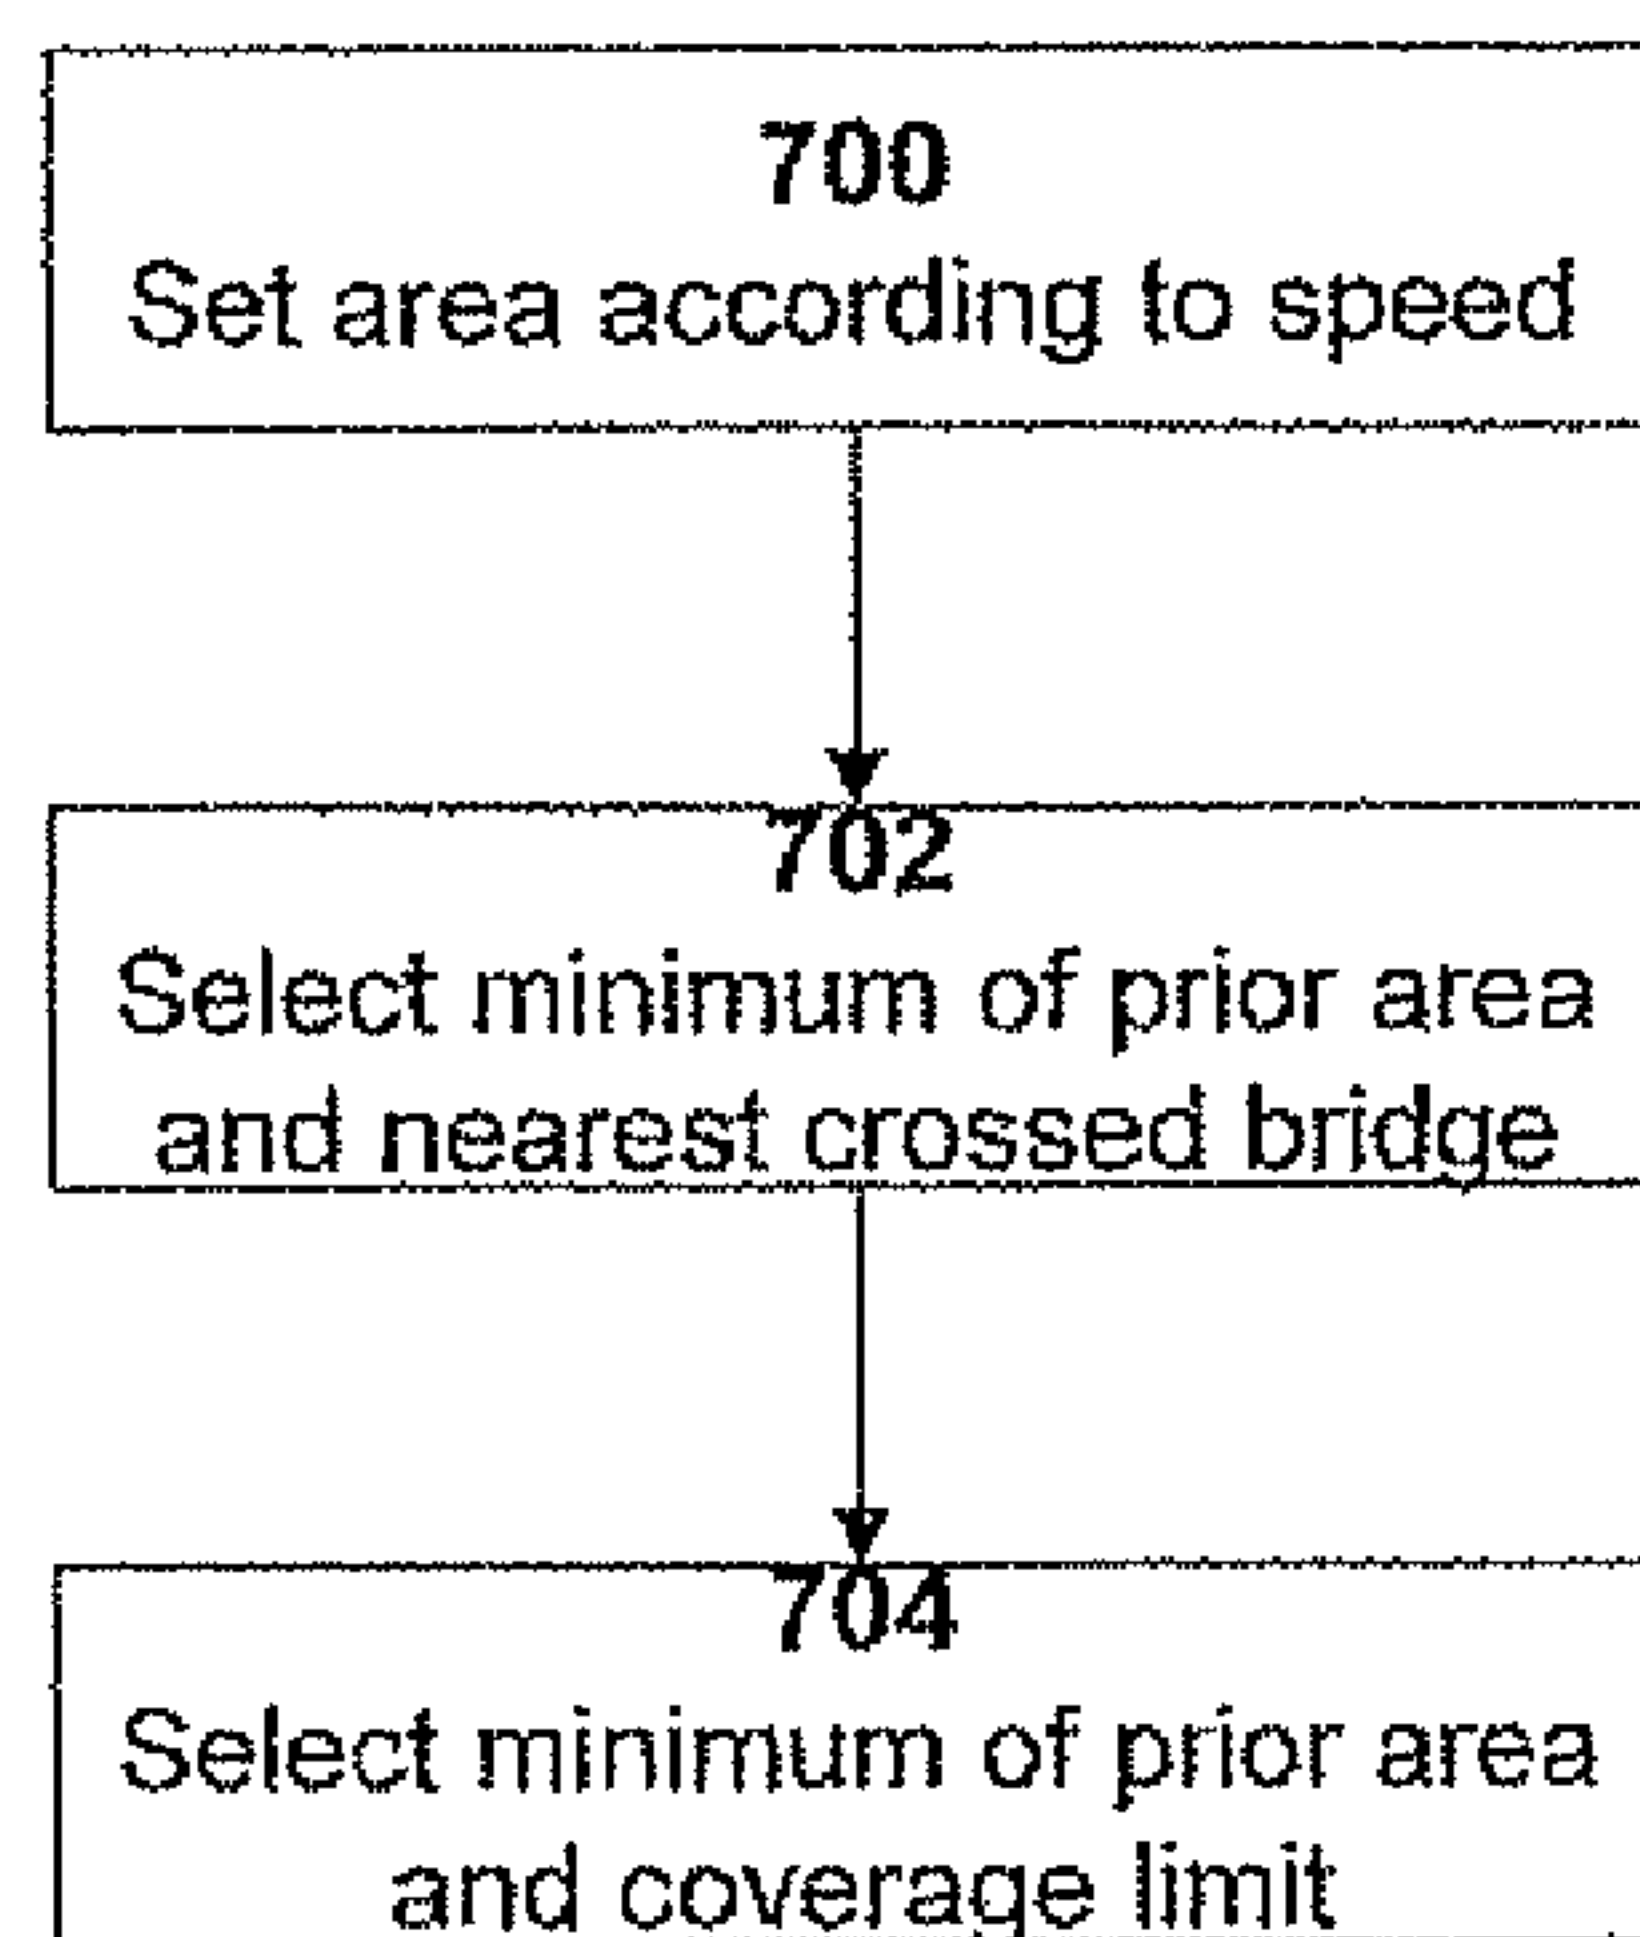 700
Set area according to speed
702
Select minimum of prior area
and nearest crossed bridge
704
Select minimum of prior area
and coverage limit